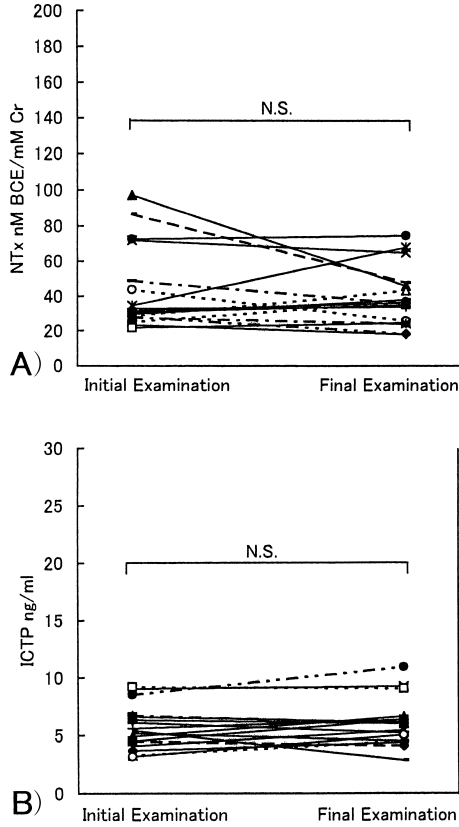 200
180
160
140
120
100
80
60
40
20
0
NTx nM BCE/mM Cr
N.S.
A)
Initial Examination Final Examination
30
25
20
15
10
5
0
ICTP ng/ml
N.S.
B)
Initial Examination Final Examination